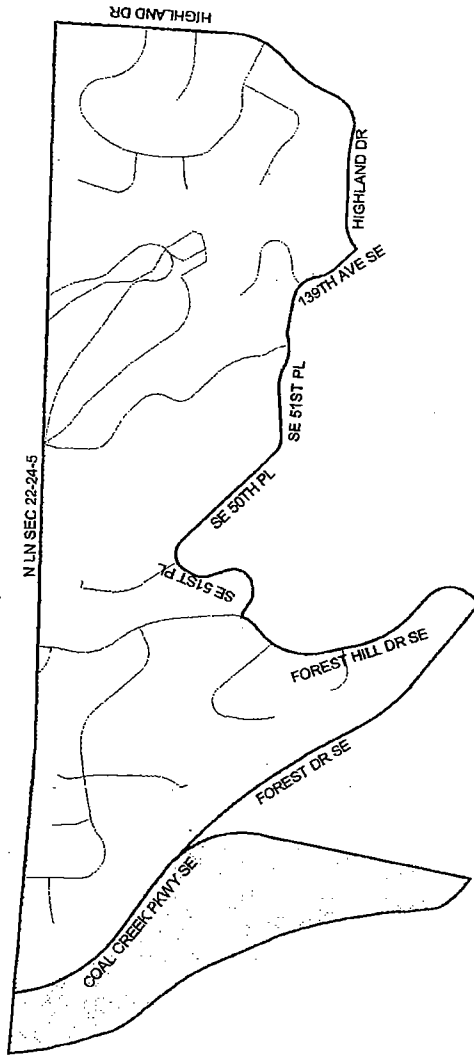 HIGHLAND DR
N LN SEC 22-24-5
HIGHLAND DR
139TH AVE SE
SE 51ST PL
SE 50TH PL
SE 51ST PL
FOREST HILL DR SE
FOREST DR SE
COAL CREEK PKWY SE